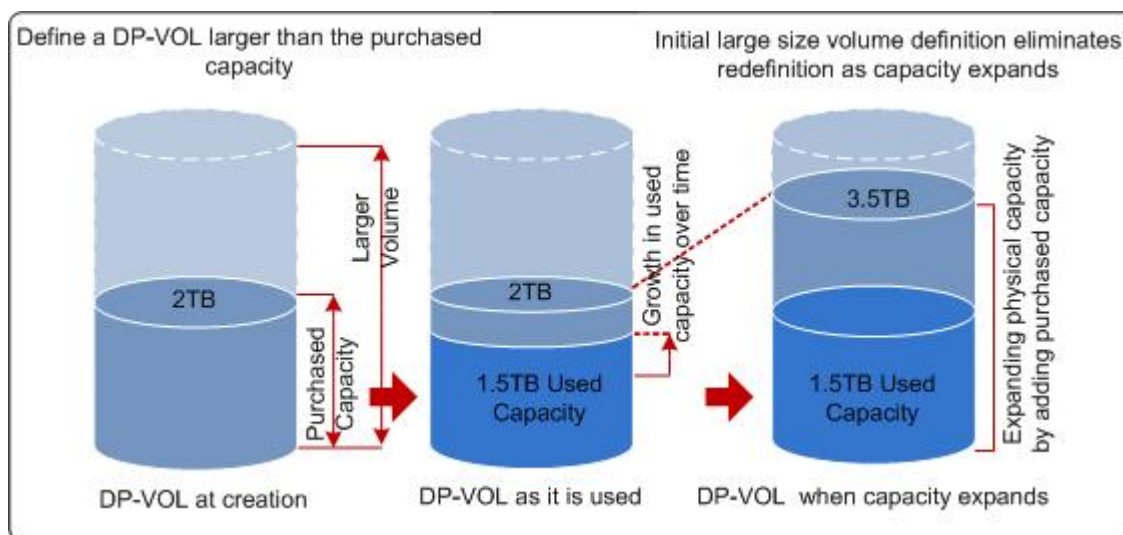 Define a DP-VOL larger than the purchased
capacity
Initial large size volume definition eliminates
redefinition as capacity expands
2TB
Purchased
Capacity
Larger
Volume
2TB
1.5TB Used
Capacity
Growth in used
capacity over time
3.5TB
1.5TB Used
Capacity
Expanding physical capacity
by adding purchased capacity
DP-VOL at creation
DP-VOL as it is used
DP-VOL when capacity expands